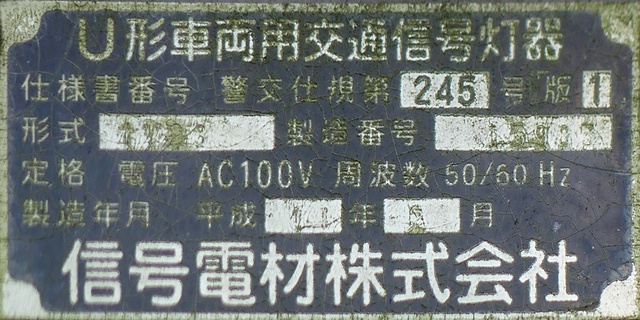 U形車両用交通信号灯器
仕様書番号 警交仕規第 245 号 版 1
形式 製造番号
定格 電圧 AC100V 周波数 50/60 Hz
製造年月 平成 年 月
信号電材株式会社